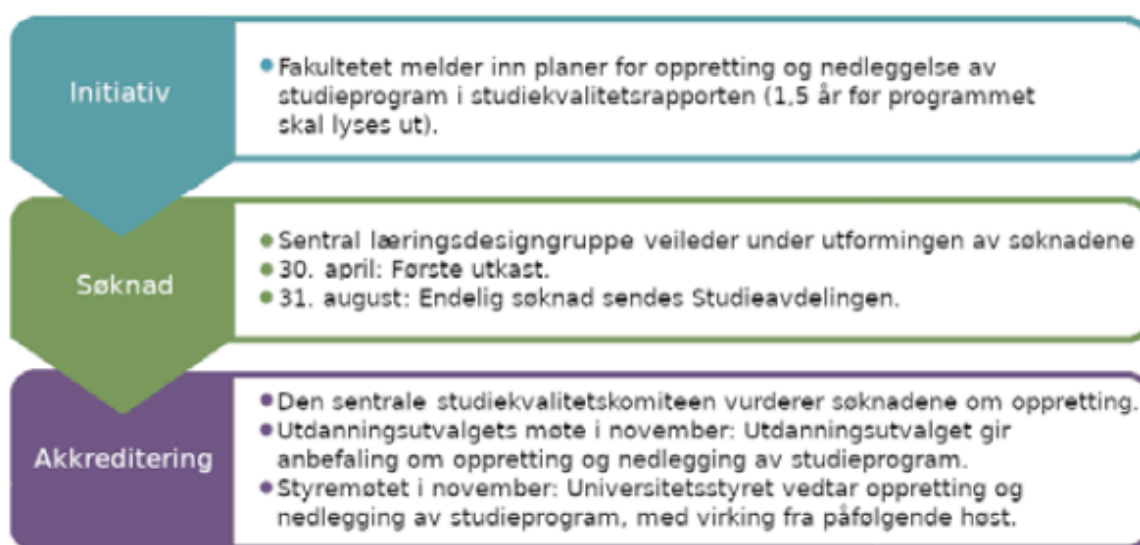 Initiativ
● Fakultetet melder inn planer for oppretting og nedleggelse av
studieprogram i studiekvalitetsrapporten (1,5 år før programmet
skal lyses ut).
Søknad
● Sentral læringsdesigngruppe veileder under utformingen av søknadene
● 30. april: Første utkast.
● 31. august: Endelig søknad sendes Studieavdelingen.
Akkreditering
● Den sentrale studiekvalitetskomiteen vurderer søknadene om oppretting.
● Utdanningsutvalgets møte i november: Utdanningsutvalget gir
anbefaling om oppretting og nedlegging av studieprogram.
● Styremøtet i november: Universitetsstyret vedtar oppretting og
nedlegging av studieprogram, med virking fra påfølgende høst.